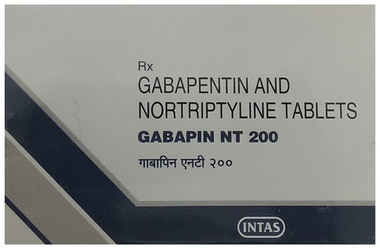 Rx
GABAPENTIN AND
NORTRIPTYLINE TABLETS
GABAPIN NT 200
गाबापिन एनटी २००
INTAS